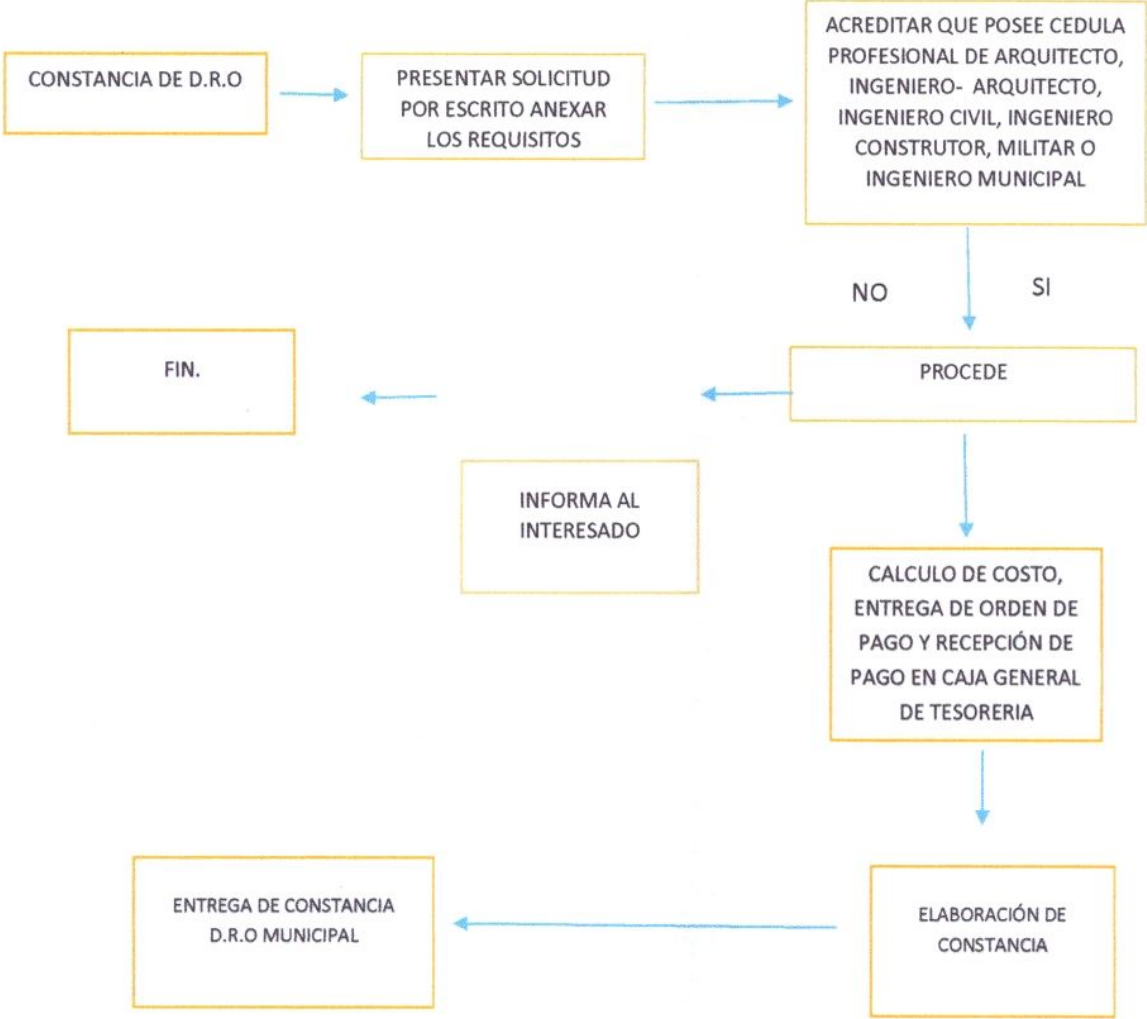 CONSTANCIA DE D.R.O
PRESENTAR SOLICITUD
POR ESCRITO ANEXAR
LOS REQUISITOS
ACREDITAR QUE POSEE CEDULA
PROFESIONAL DE ARQUITECTO,
INGENIERO- ARQUITECTO,
INGENIERO CIVIL, INGENIERO
CONSTRUTOR, MILITAR O
INGENIERO MUNICIPAL
NO
SI
FIN.
PROCEDE
INFORMA AL
INTERESADO
CALCULO DE COSTO,
ENTREGA DE ORDEN DE
PAGO Y RECEPCIÓN DE
PAGO EN CAJA GENERAL
DE TESORERIA
ENTREGA DE CONSTANCIA
D.R.O MUNICIPAL
ELABORACIÓN DE
CONSTANCIA